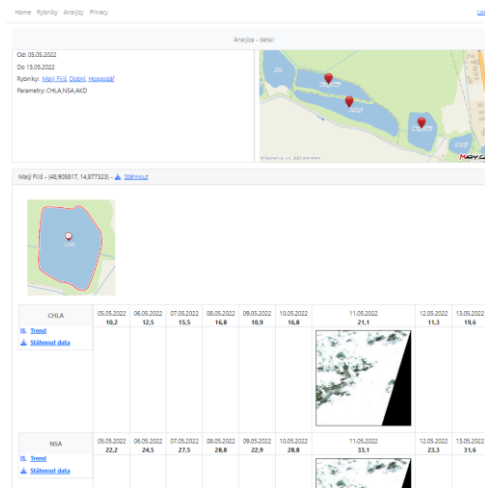 Home Rybníky Analýzy Privacy
Analýza - detail
Od: 05.05.2022
Do 15.05.2022
Rybníky: Malý Filiš, Dobrý, Hospodář
Parametry: CHLA,NSA,AKD
Malý Filiš - (48,905817, 14,677323) - Stáhnout
CHLA 05.05.2022 06.05.2022 07.05.2022 08.05.2022 09.05.2022 10.05.2022 11.05.2022 12.05.2022 13.05.2022
10,2 12,5 15,5 16,8 10,9 16,8 21,1 11,3 19,6
Trend
Stáhnout data
NSA 05.05.2022 06.05.2022 07.05.2022 08.05.2022 09.05.2022 10.05.2022 11.05.2022 12.05.2022 13.05.2022
22,2 24,5 27,5 28,8 22,9 28,8 33,1 23,3 31,6
Trend
Stáhnout data